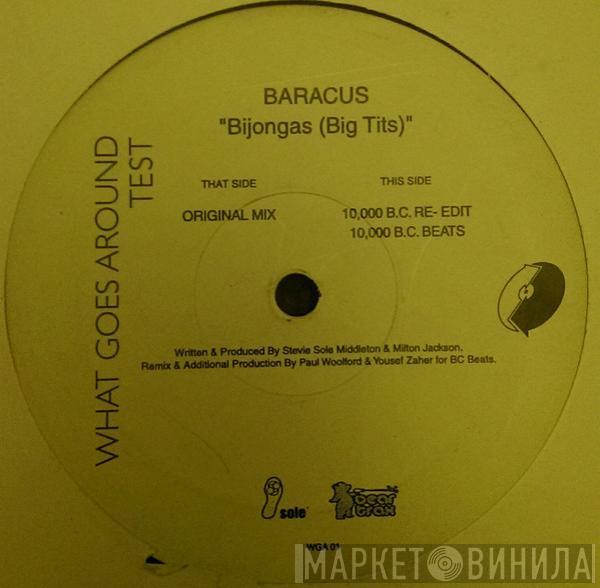 BARACUS
"Bijongas (Big Tits)"
WHAT GOES AROUND
TEST
THAT SIDE
THIS SIDE
ORIGINAL MIX
10,000 B.C. RE- EDIT
10,000 B.C. BEATS
Written & Produced By Stevie Sole Middleton & Milton Jackson.
Remix & Additional Production By Paul Woolford & Yousef Zaher for BC Beats.
sole
bear
trax
WGA 01
МАРКЕТ ВИНИЛА